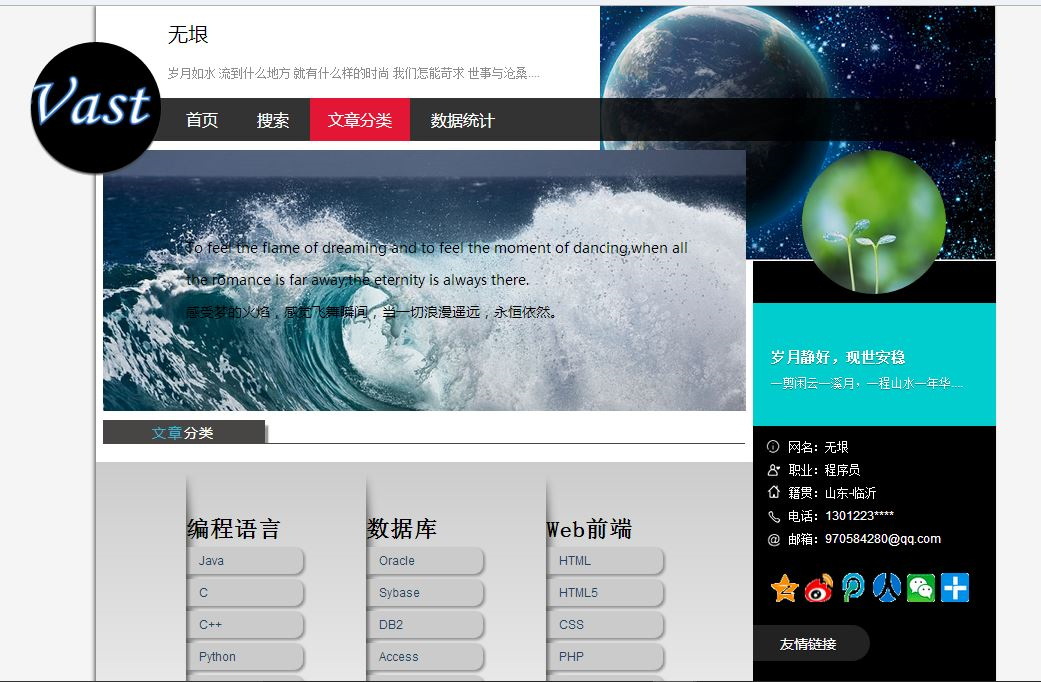 无垠
岁月如水 流到什么地方 就有什么样的时尚 我们怎能苛求 世事与沧桑....
Vast
首页 搜索 文章分类 数据统计
To feel the flame of dreaming and to feel the moment of dancing,when all
the romance is far away,the eternity is always there.
感受梦的火焰，感觉飞舞瞬间，当一切浪漫遥远，永恒依然。
岁月静好，现世安稳
一剪闲云一溪月，一程山水一年华....
文章分类
网名：无垠
职业：程序员
籍贯：山东-临沂
电话：1301223****
邮箱：970584280@qq.com
友情链接
编程语言
Java
C
C++
Python
数据库
Oracle
Sybase
DB2
Access
Web前端
HTML
HTML5
CSS
PHP